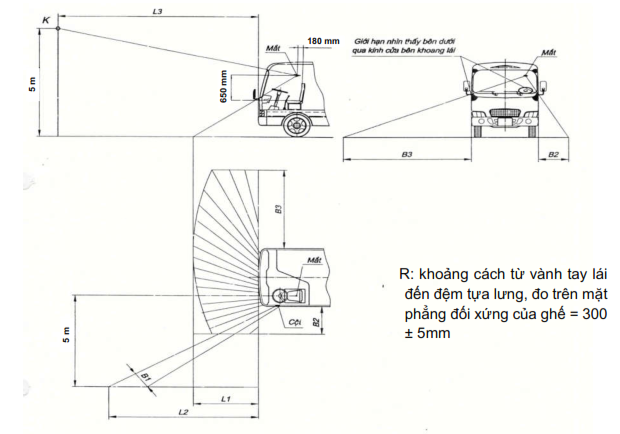 L3
K
180 mm
Mắt
650 mm
5 m
Giới hạn nhìn thấy bên dưới
qua kính cửa bên khoang lái
Mắt
B3
B2
B3
Mắt
Cội
B2
5 m
B1
L1
L2
R: khoảng cách từ vành tay lái
đến đệm tựa lưng, đo trên mặt
phẳng đối xứng của ghế = 300
± 5mm